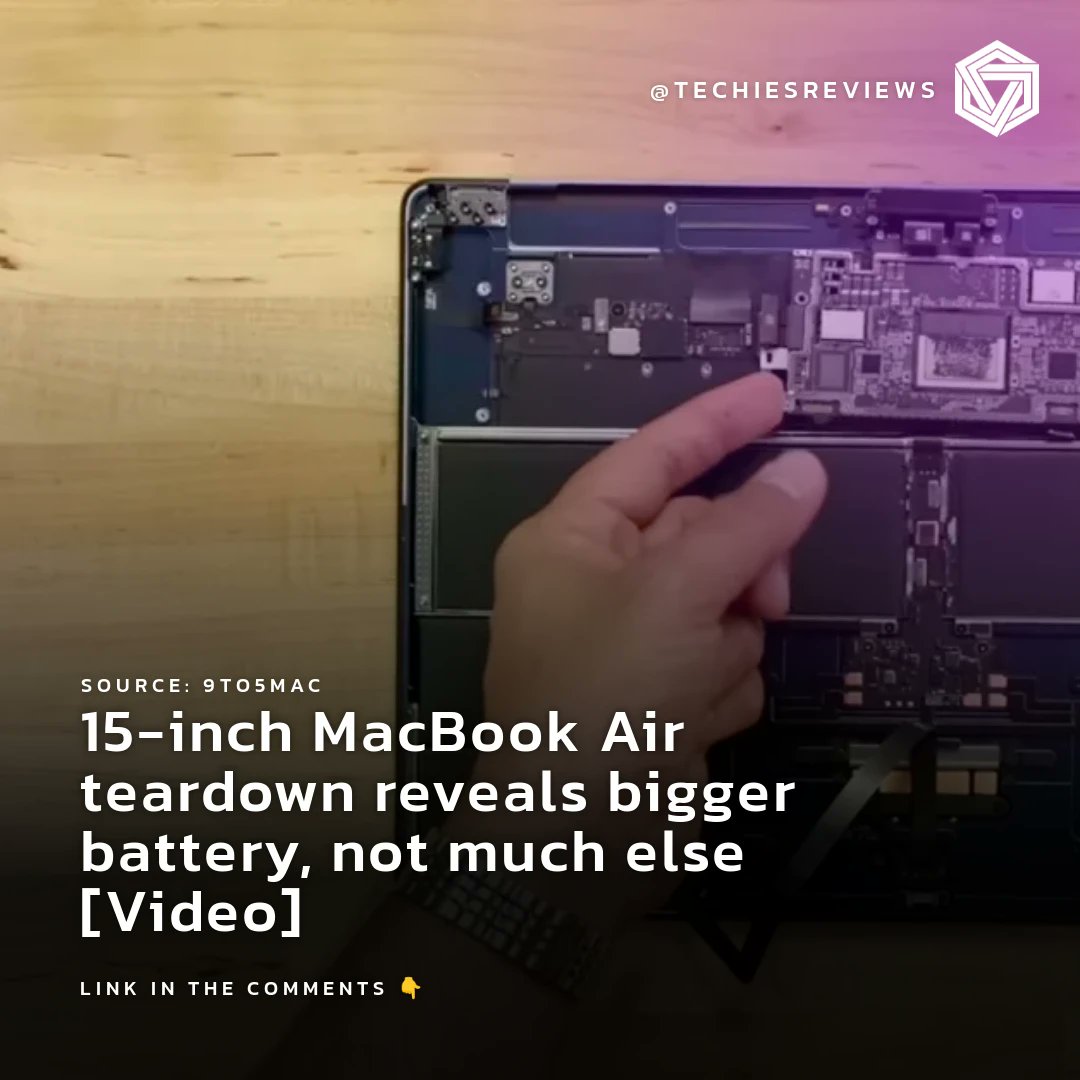 @TECHIESREVIEWS
SOURCE: 9TO5MAC
15-inch MacBook Air
teardown reveals bigger
battery, not much else
[Video]
LINK IN THE COMMENTS 👇